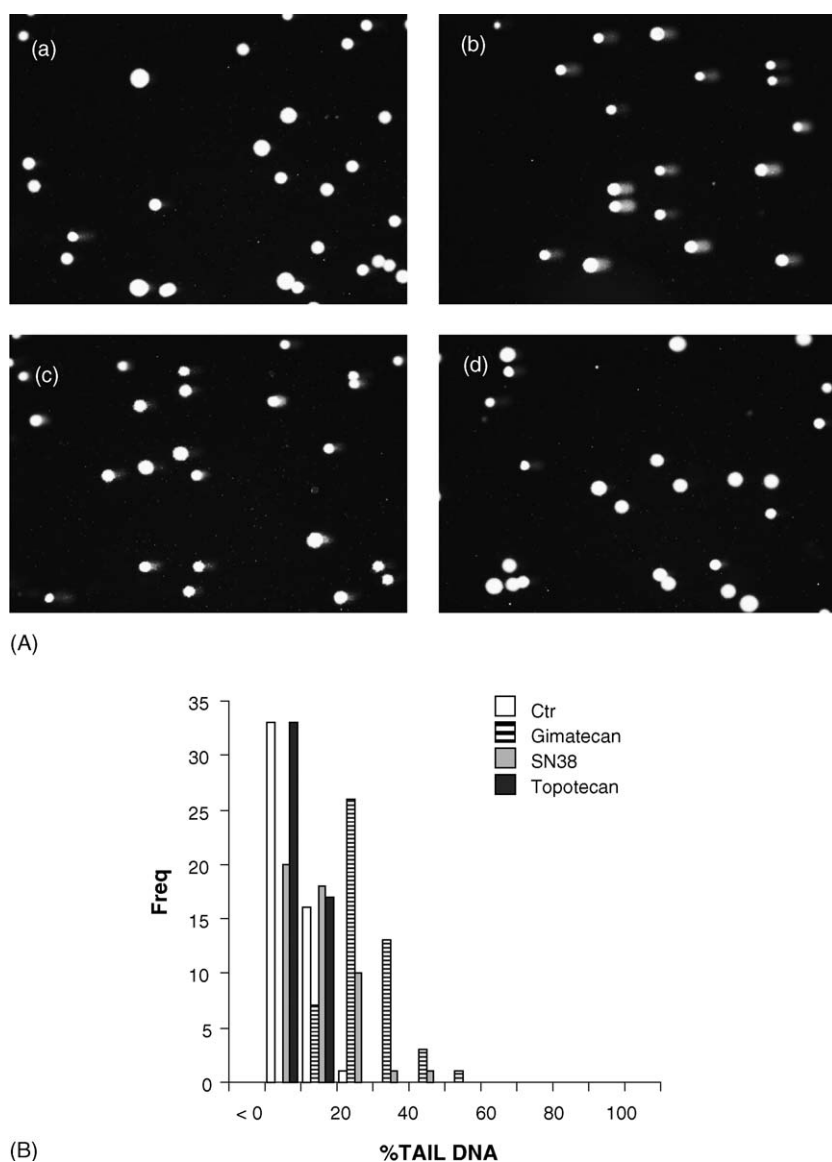 (a)
(b)
(c)
(d)
(A)
35
30
25
20
15
10
5
0
Freq
Ctr
Gimatecan
SN38
Topotecan
< 0
20
40
60
80
100
%TAIL DNA
(B)